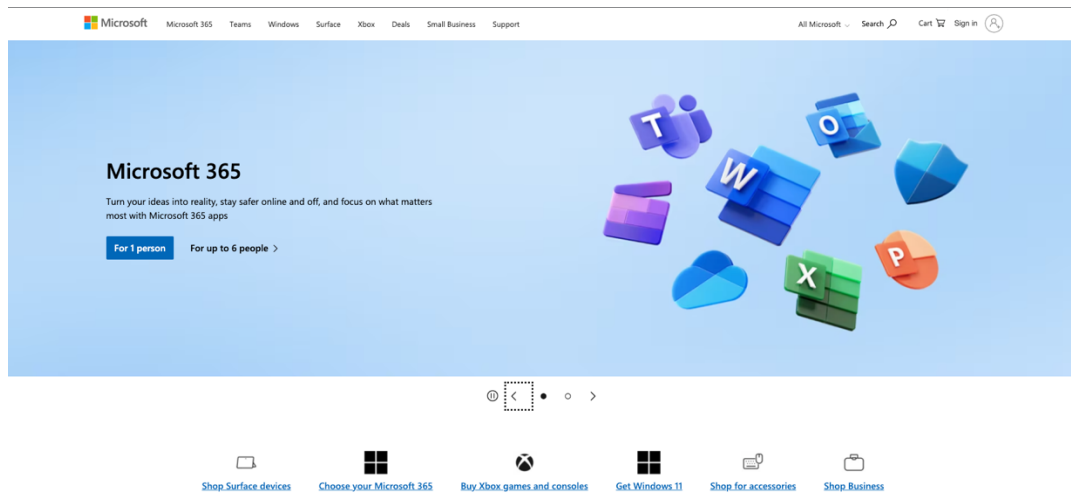 Microsoft
Microsoft 365 Teams Windows Surface Xbox Deals Small Business Support
All Microsoft Search Cart Sign in
T
O
W
X
P
Microsoft 365
Turn your ideas into reality, stay safer online and off, and focus on what matters
most with Microsoft 365 apps
For 1 person For up to 6 people
Shop Surface devices Choose your Microsoft 365 Buy Xbox games and consoles Get Windows 11 Shop for accessories Shop Business